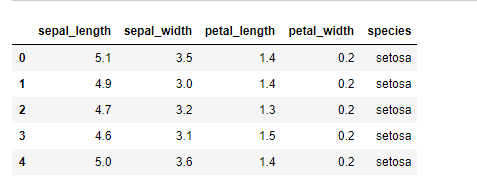 sepal_length sepal_width petal_length petal_width species
0 5.1 3.5 1.4 0.2 setosa
1 4.9 3.0 1.4 0.2 setosa
2 4.7 3.2 1.3 0.2 setosa
3 4.6 3.1 1.5 0.2 setosa
4 5.0 3.6 1.4 0.2 setosa